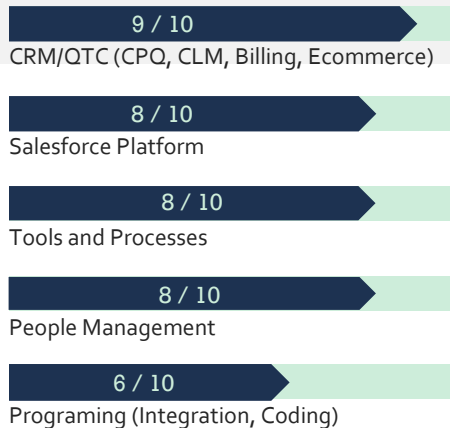 9 / 10
CRM/QTC (CPQ, CLM, Billing, Ecommerce)
8 / 10
Salesforce Platform
8 / 10
Tools and Processes
8 / 10
People Management
6 / 10
Programing (Integration, Coding)